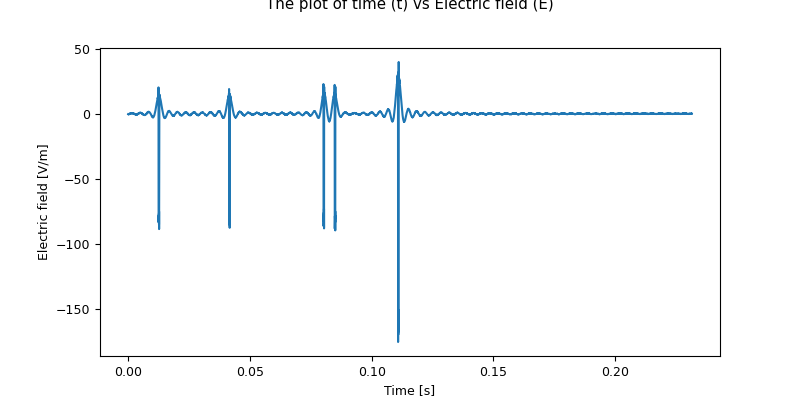 The plot of time (t) vs Electric field (E)
50
0
−50
−100
−150
Electric field [V/m]
0.00 0.05 0.10 0.15 0.20
Time [s]